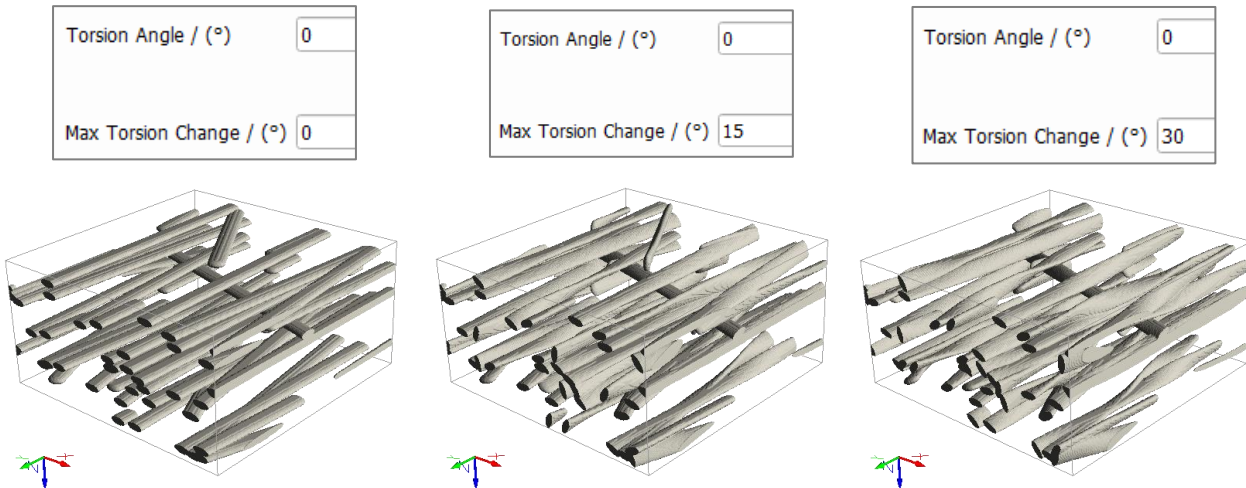 Torsion Angle / (°) 0
Max Torsion Change / (°) 0
Torsion Angle / (°) 0
Max Torsion Change / (°) 15
Torsion Angle / (°) 0
Max Torsion Change / (°) 30